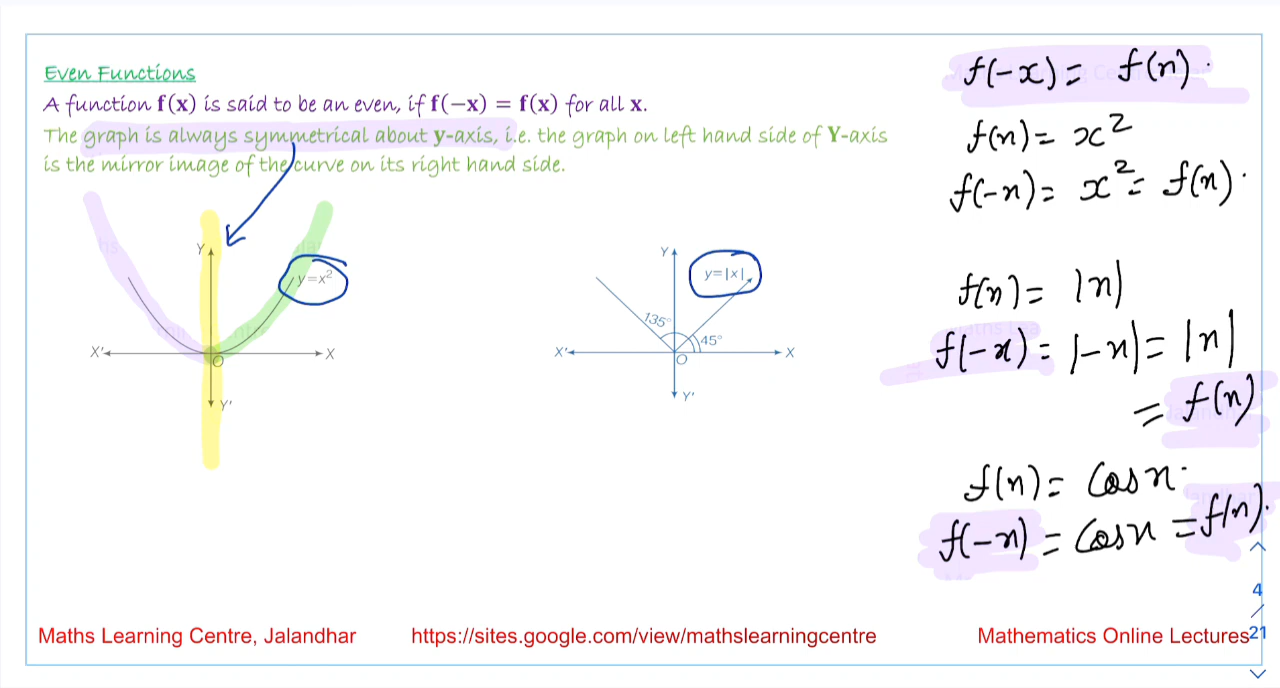 Even Functions
A function f(x) is said to be an even, if f(−x) = f(x) for all x.
The graph is always symmetrical about y-axis, i.e. the graph on left hand side of Y-axis
is the mirror image of the curve on its right hand side.
Y
y=x²
X'
X
O
Y'
Y
y=|x|
135°
45°
X'
X
O
Y'
f(-x) = f(x).
f(x) = x²
f(-x) = x² = f(x).
f(x) = |x|
f(-x) = |-x| = |x|
= f(x)
f(x) = Cos x.
f(-x) = Cos x = f(x).
4
/
21
Maths Learning Centre, Jalandhar
https://sites.google.com/view/mathslearningcentre
Mathematics Online Lectures